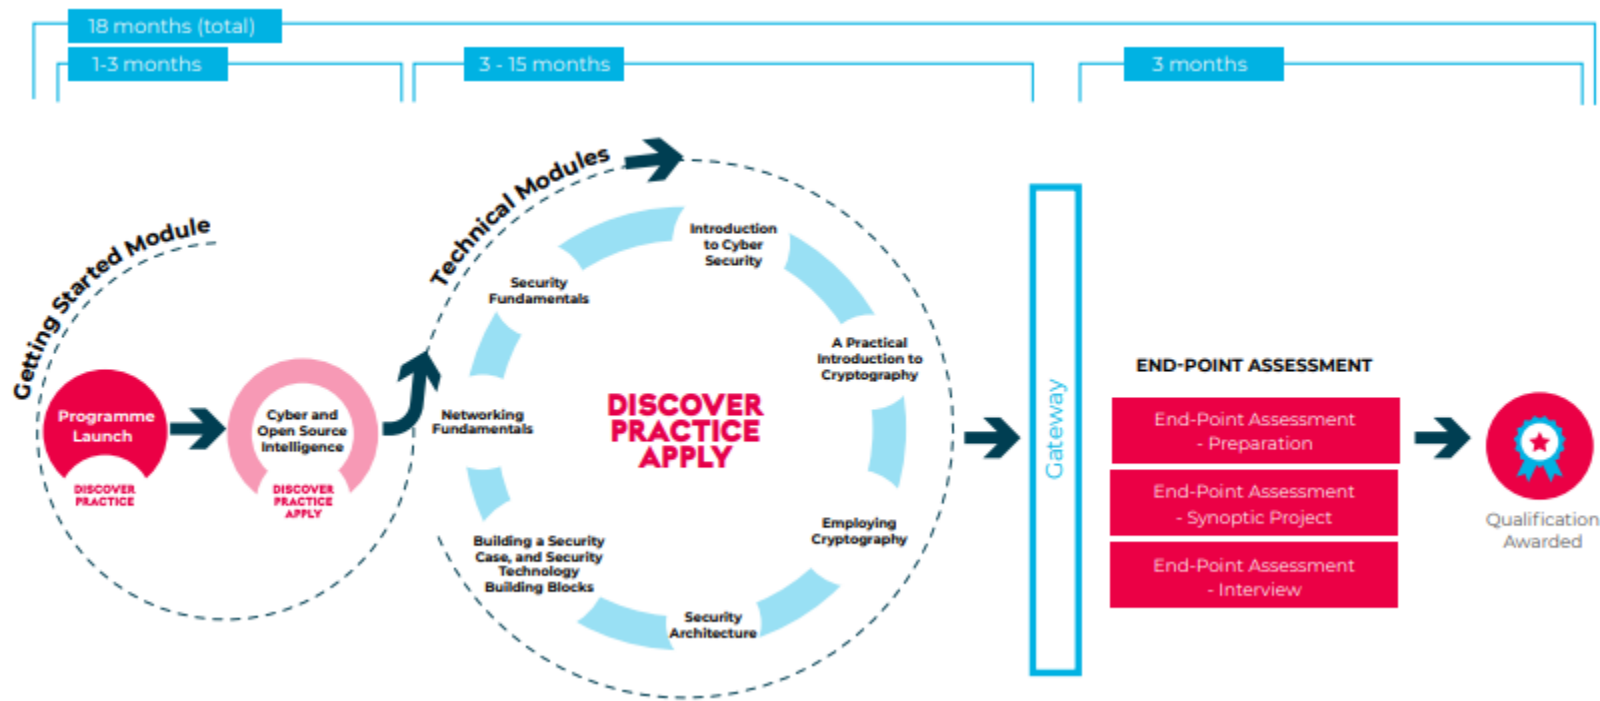 18 months (total)
1-3 months
3 - 15 months
3 months
Getting Started Module
Programme
Launch
DISCOVER
PRACTICE
Cyber and
Open Source
Intelligence
DISCOVER
PRACTICE
APPLY
Technical Modules
Networking
Fundamentals
Security
Fundamentals
Introduction
to Cyber
Security
A Practical
Introduction to
Cryptography
Employing
Cryptography
Security
Architecture
Building a Security
Case, and Security
Technology
Building Blocks
DISCOVER
PRACTICE
APPLY
Gateway
END-POINT ASSESSMENT
End-Point Assessment
- Preparation
End-Point Assessment
- Synoptic Project
End-Point Assessment
- Interview
Qualification
Awarded